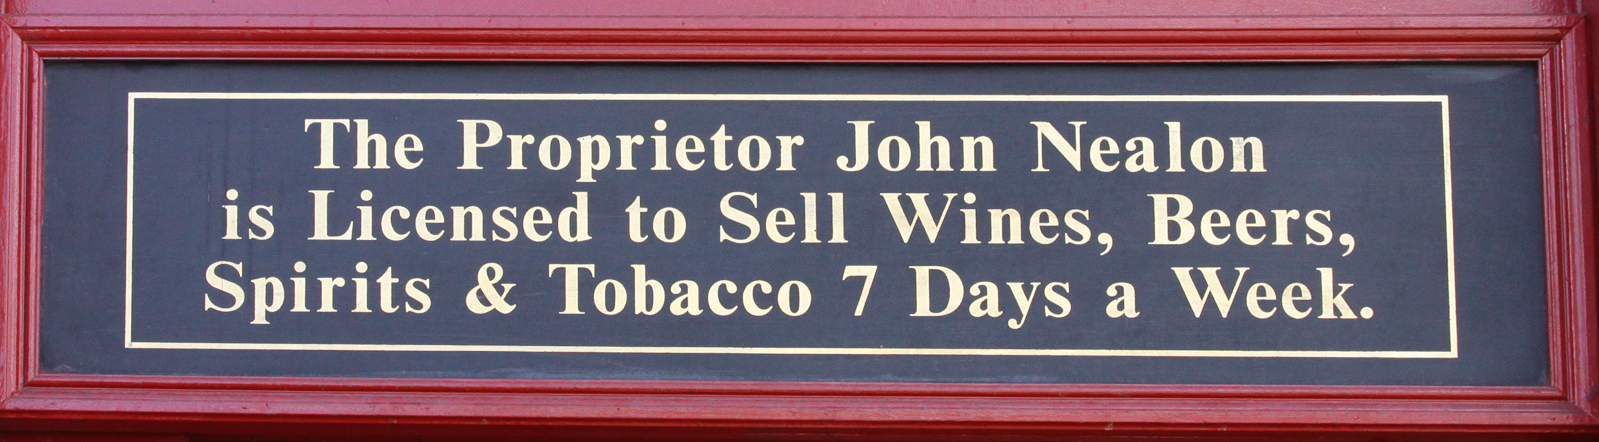 The Proprietor John Nealon
is Licensed to Sell Wines, Beers,
Spirits & Tobacco 7 Days a Week.